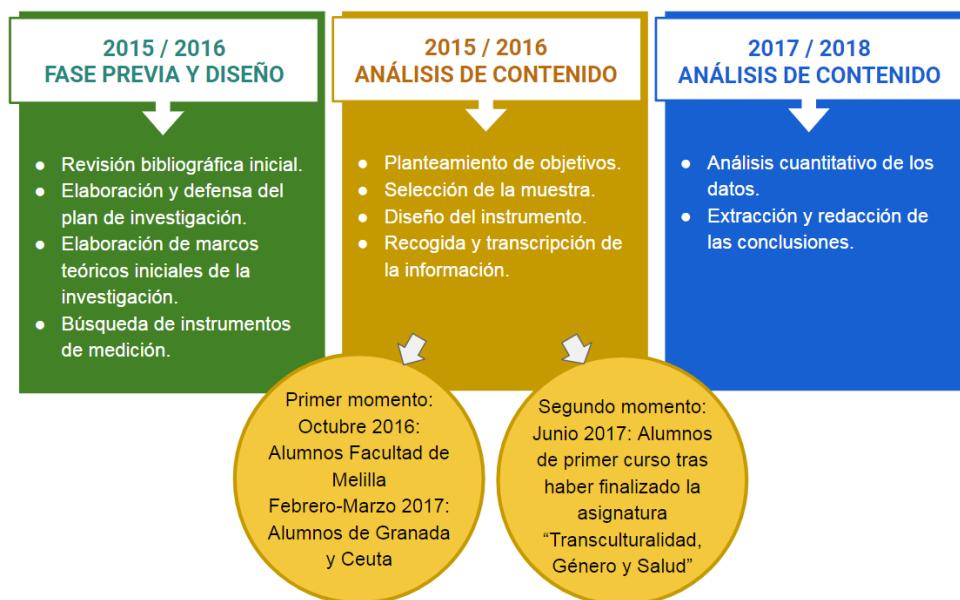 2015 / 2016
FASE PREVIA Y DISEÑO
● Revisión bibliográfica inicial.
● Elaboración y defensa del
plan de investigación.
● Elaboración de marcos
teóricos iniciales de la
investigación.
● Búsqueda de instrumentos
de medición.
2015 / 2016
ANÁLISIS DE CONTENIDO
● Planteamiento de objetivos.
● Selección de la muestra.
● Diseño del instrumento.
● Recogida y transcripción de
la información.
2017 / 2018
ANÁLISIS DE CONTENIDO
● Análisis cuantitativo de los
datos.
● Extracción y redacción de
las conclusiones.
Primer momento:
Octubre 2016:
Alumnos Facultad de
Melilla
Febrero-Marzo 2017:
Alumnos de Granada
y Ceuta
Segundo momento:
Junio 2017: Alumnos
de primer curso tras
haber finalizado la
asignatura
“Transculturalidad,
Género y Salud”